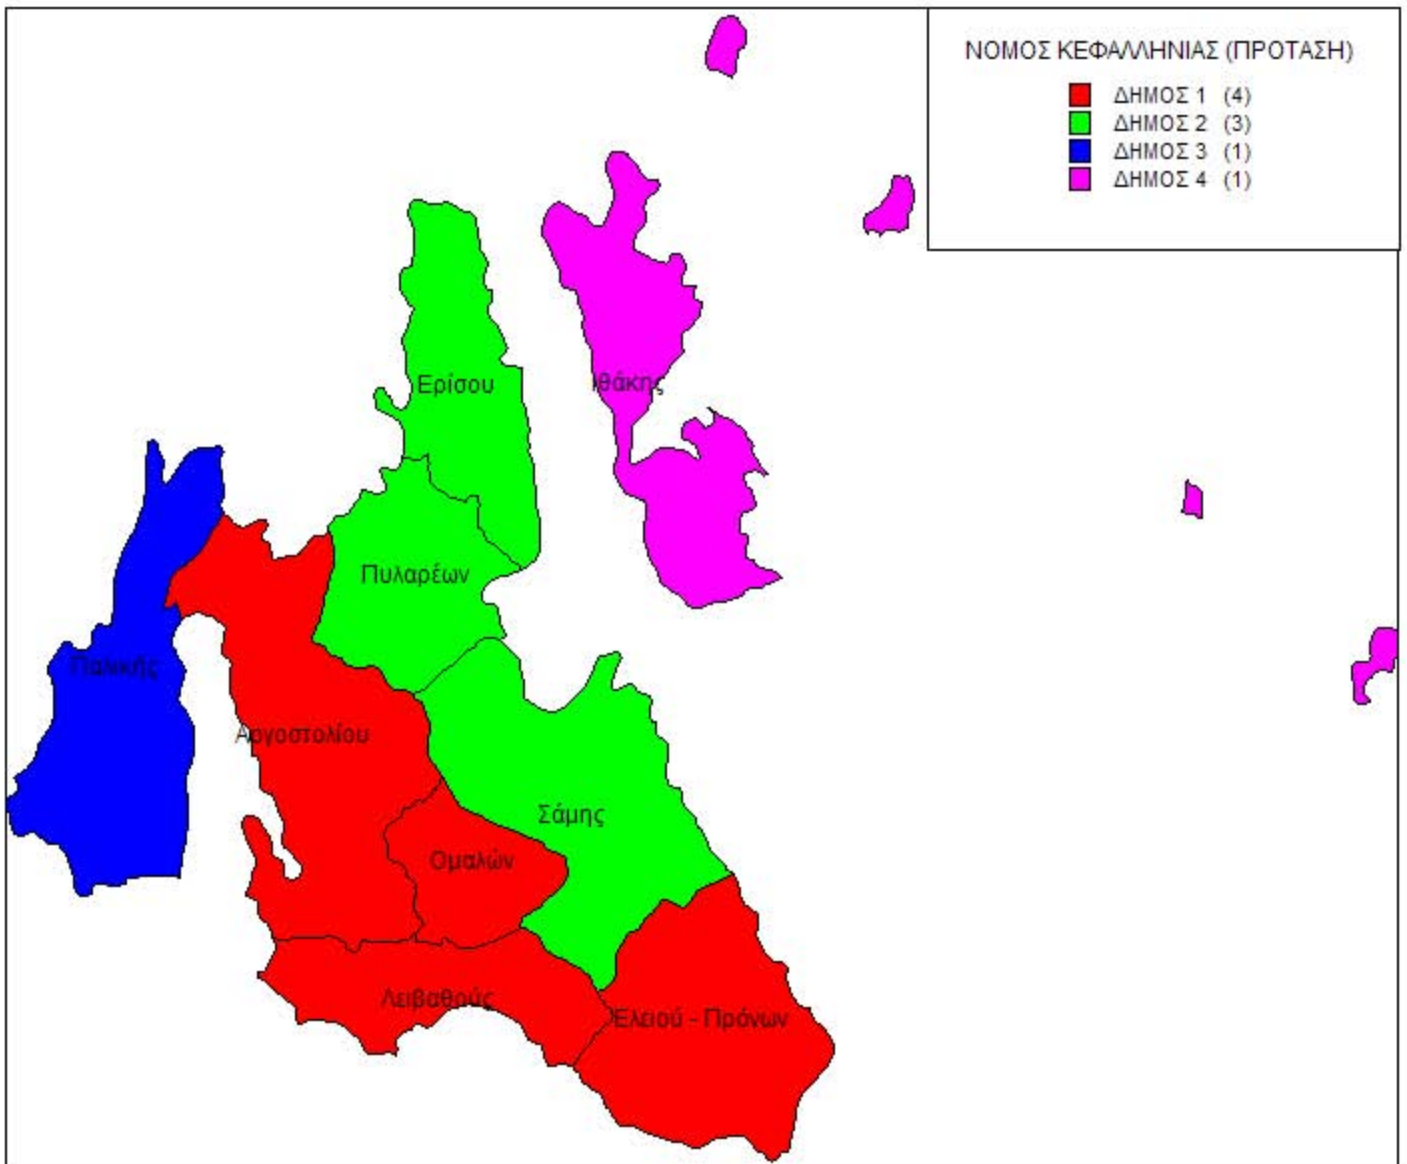 ΝΟΜΟΣ ΚΕΦΑΛΛΗΝΙΑΣ (ΠΡΟΤΑΣΗ)
ΔΗΜΟΣ 1 (4)
ΔΗΜΟΣ 2 (3)
ΔΗΜΟΣ 3 (1)
ΔΗΜΟΣ 4 (1)
Ερίσου
Ιθάκης
Πυλαρέων
Παλικής
Αργοστολίου
Σάμης
Ομαλών
Λειβαθούς
Ελειού - Πρόνων